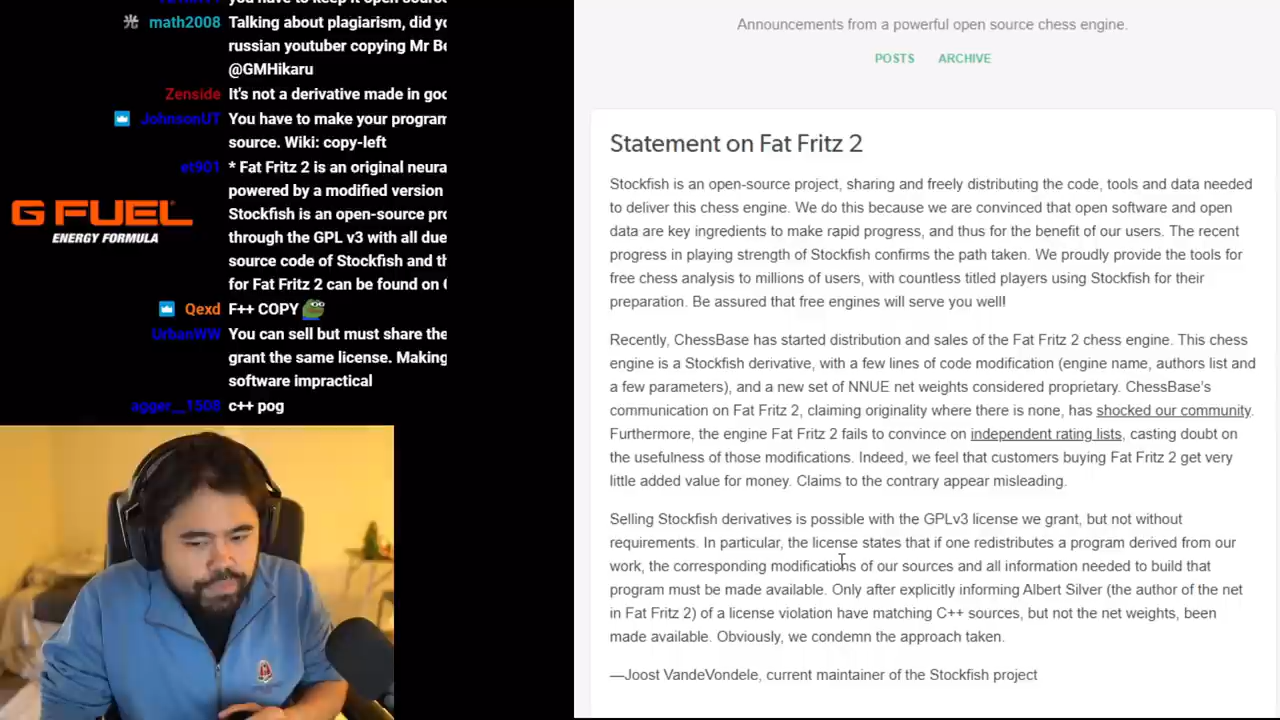 math2008 Talking about plagiarism, did
russian youtuber copying Mr
@GMHikaru
Zenside It's not a derivative made in
JohnsonUT You have to make your program
source. Wiki: copy-left
et901 * Fat Fritz 2 is an original
powered by a modified version
Stockfish is an open-source
through the GPL v3 with all due
source code of Stockfish and
for Fat Fritz 2 can be found on
Qexd F++ COPY
UrbanWW You can sell but must share the
grant the same license. Making
software impractical
agger__1508 c++ pog
G FUEL
ENERGY FORMULA
Announcements from a powerful open source chess engine.
POSTS ARCHIVE
Statement on Fat Fritz 2
Stockfish is an open-source project, sharing and freely distributing the code, tools and data needed
to deliver this chess engine. We do this because we are convinced that open software and open
data are key ingredients to make rapid progress, and thus for the benefit of our users. The recent
progress in playing strength of Stockfish confirms the path taken. We proudly provide the tools for
free chess analysis to millions of users, with countless titled players using Stockfish for their
preparation. Be assured that free engines will serve you well!
Recently, ChessBase has started distribution and sales of the Fat Fritz 2 chess engine. This chess
engine is a Stockfish derivative, with a few lines of code modification (engine name, authors list and
a few parameters), and a new set of NNUE net weights considered proprietary. ChessBase's
communication on Fat Fritz 2, claiming originality where there is none, has shocked our community.
Furthermore, the engine Fat Fritz 2 fails to convince on independent rating lists, casting doubt on
the usefulness of those modifications. Indeed, we feel that customers buying Fat Fritz 2 get very
little added value for money. Claims to the contrary appear misleading.
Selling Stockfish derivatives is possible with the GPLv3 license we grant, but not without
requirements. In particular, the license states that if one redistributes a program derived from our
work, the corresponding modifications of our sources and all information needed to build that
program must be made available. Only after explicitly informing Albert Silver (the author of the net
in Fat Fritz 2) of a license violation have matching C++ sources, but not the net weights, been
made available. Obviously, we condemn the approach taken.
—Joost VandeVondele, current maintainer of the Stockfish project